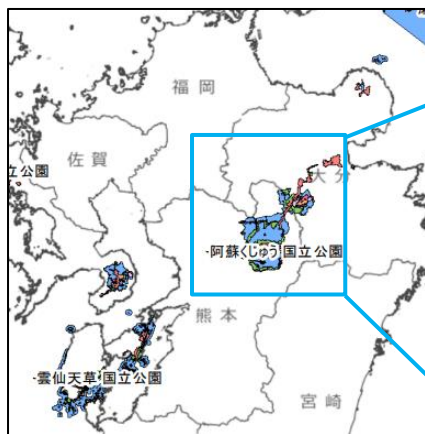 福岡
佐賀
立公園
大分
-阿蘇くじゅう国立公園
熊本
-雲仙天草国立公園
宮崎